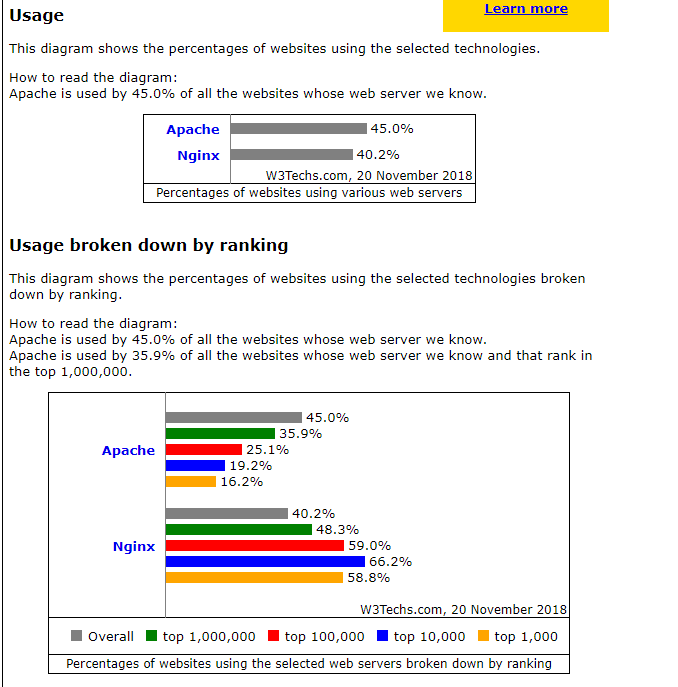 Learn more
Usage
This diagram shows the percentages of websites using the selected technologies.
How to read the diagram:
Apache is used by 45.0% of all the websites whose web server we know.
Apache 45.0%
Nginx 40.2%
W3Techs.com, 20 November 2018
Percentages of websites using various web servers
Usage broken down by ranking
This diagram shows the percentages of websites using the selected technologies broken
down by ranking.
How to read the diagram:
Apache is used by 45.0% of all the websites whose web server we know.
Apache is used by 35.9% of all the websites whose web server we know and that rank in
the top 1,000,000.
45.0%
35.9%
Apache 25.1%
19.2%
16.2%
40.2%
48.3%
Nginx 59.0%
66.2%
58.8%
W3Techs.com, 20 November 2018
Overall top 1,000,000 top 100,000 top 10,000 top 1,000
Percentages of websites using the selected web servers broken down by ranking